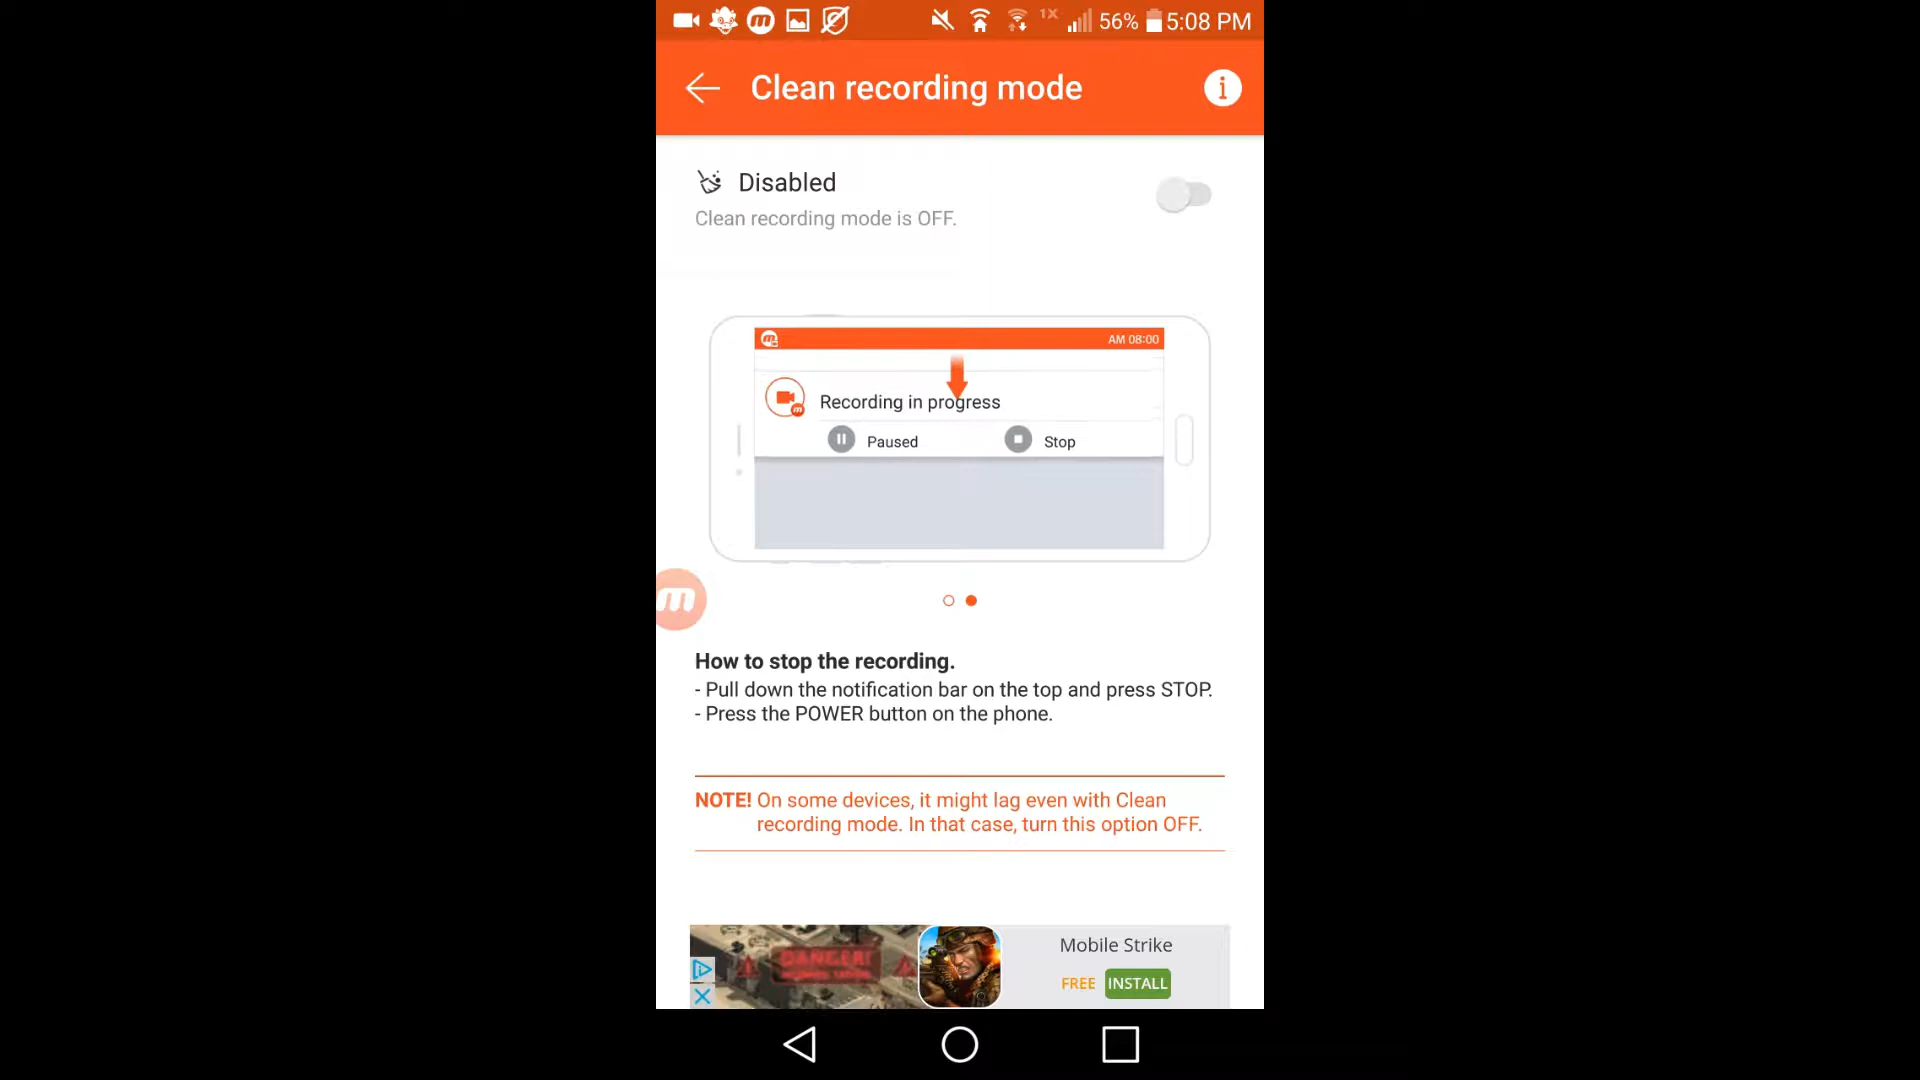 1X 56% 5:08 PM
Clean recording mode
Disabled
Clean recording mode is OFF.
AM 08:00
Recording in progress
Paused Stop
How to stop the recording.
- Pull down the notification bar on the top and press STOP.
- Press the POWER button on the phone.
NOTE! On some devices, it might lag even with Clean
recording mode. In that case, turn this option OFF.
DANGER!
Mobile Strike
FREE INSTALL